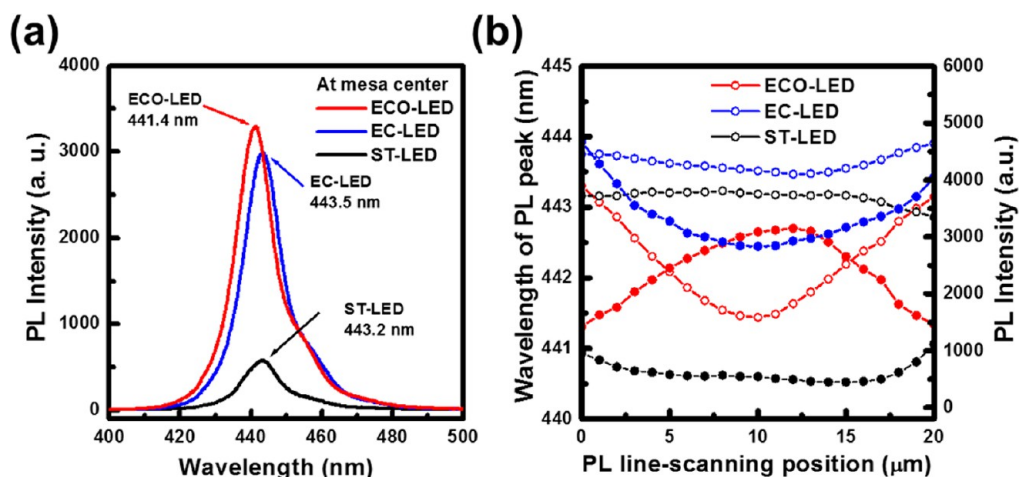 (a)
PL Intensity (a. u.)
4000
3000
2000
1000
0
400
420
440
460
480
500
Wavelength (nm)
At mesa center
ECO-LED
EC-LED
ST-LED
ECO-LED
441.4 nm
EC-LED
443.5 nm
ST-LED
443.2 nm
(b)
Wavelength of PL peak (nm)
445
444
443
442
441
440
0
5
10
15
20
PL line-scanning position (μm)
ECO-LED
EC-LED
ST-LED
6000
5000
4000
3000
2000
1000
0
PL Intensity (a.u.)